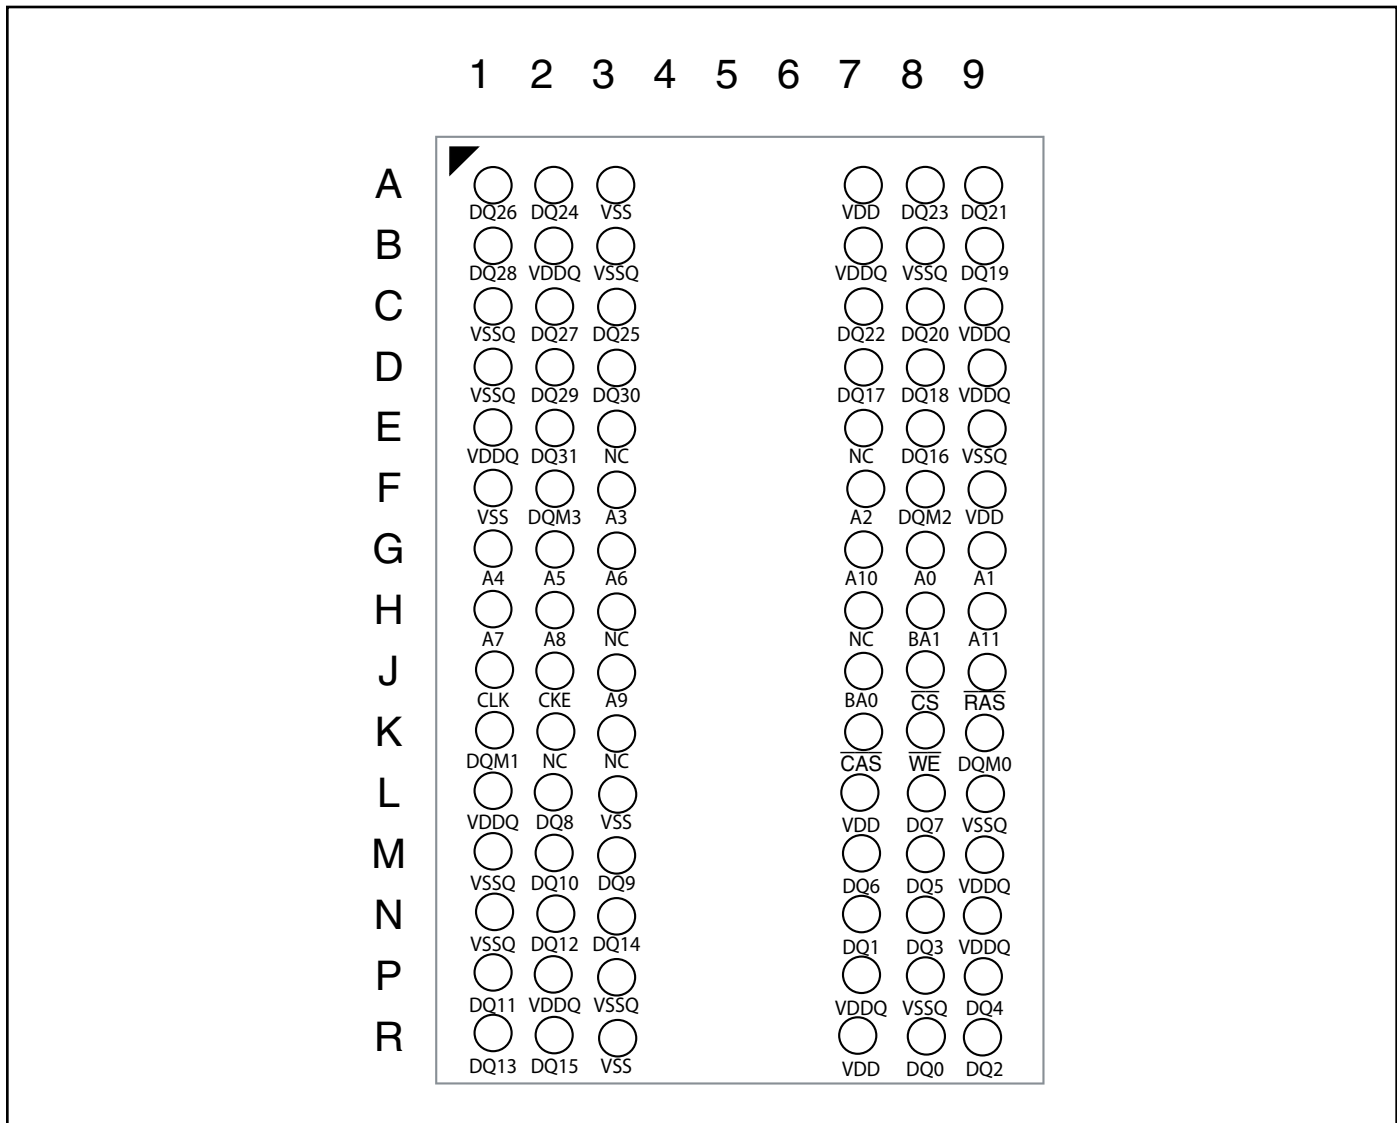 1 2 3 4 5 6 7 8 9
A
DQ26 DQ24 VSS VDD DQ23 DQ21
B
DQ28 VDDQ VSSQ VDDQ VSSQ DQ19
C
VSSQ DQ27 DQ25 DQ22 DQ20 VDDQ
D
VSSQ DQ29 DQ30 DQ17 DQ18 VDDQ
E
VDDQ DQ31 NC NC DQ16 VSSQ
F
VSS DQM3 A3 A2 DQM2 VDD
G
A4 A5 A6 A10 A0 A1
H
A7 A8 NC NC BA1 A11
J
CLK CKE A9 BA0 C̅S̅ R̅A̅S̅
K
DQM1 NC NC C̅A̅S̅ W̅E̅ DQM0
L
VDDQ DQ8 VSS VDD DQ7 VSSQ
M
VSSQ DQ10 DQ9 DQ6 DQ5 VDDQ
N
VSSQ DQ12 DQ14 DQ1 DQ3 VDDQ
P
DQ11 VDDQ VSSQ VDDQ VSSQ DQ4
R
DQ13 DQ15 VSS VDD DQ0 DQ2